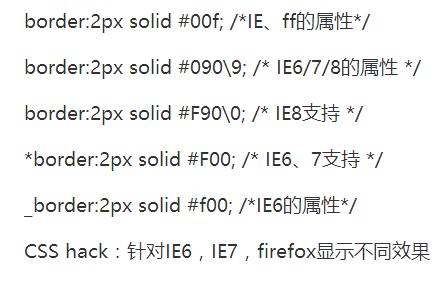 border:2px solid #00f; /*IE、ff的属性*/
border:2px solid #090\9; /* IE6/7/8的属性 */
border:2px solid #F90\0; /* IE8支持 */
*border:2px solid #F00; /* IE6、7支持 */
_border:2px solid #f00; /*IE6的属性*/
CSS hack：针对IE6，IE7，firefox显示不同效果